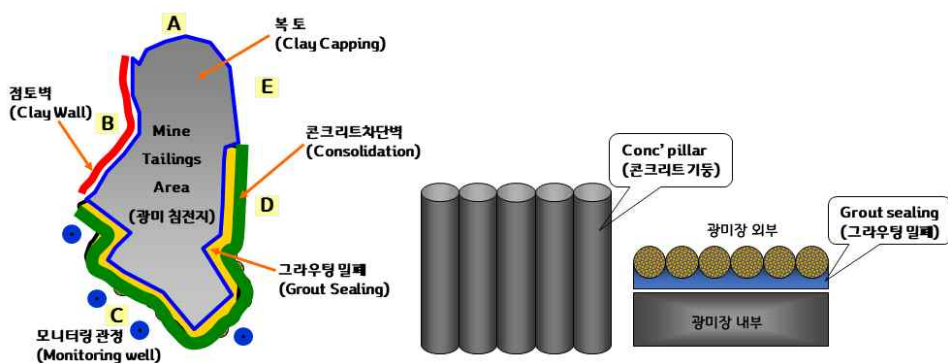 A
복 토
(Clay Capping)
E
점토벽
(Clay Wall)
B
Mine
Tailings
Area
(광미 침전지)
콘크리트차단벽
(Consolidation)
D
그라우팅 밀폐
(Grout Sealing)
C
모니터링 관정
(Monitoring well)
Conc' pillar
(콘크리트 기둥)
Grout sealing
(그라우팅 밀폐)
광미장 외부
광미장 내부